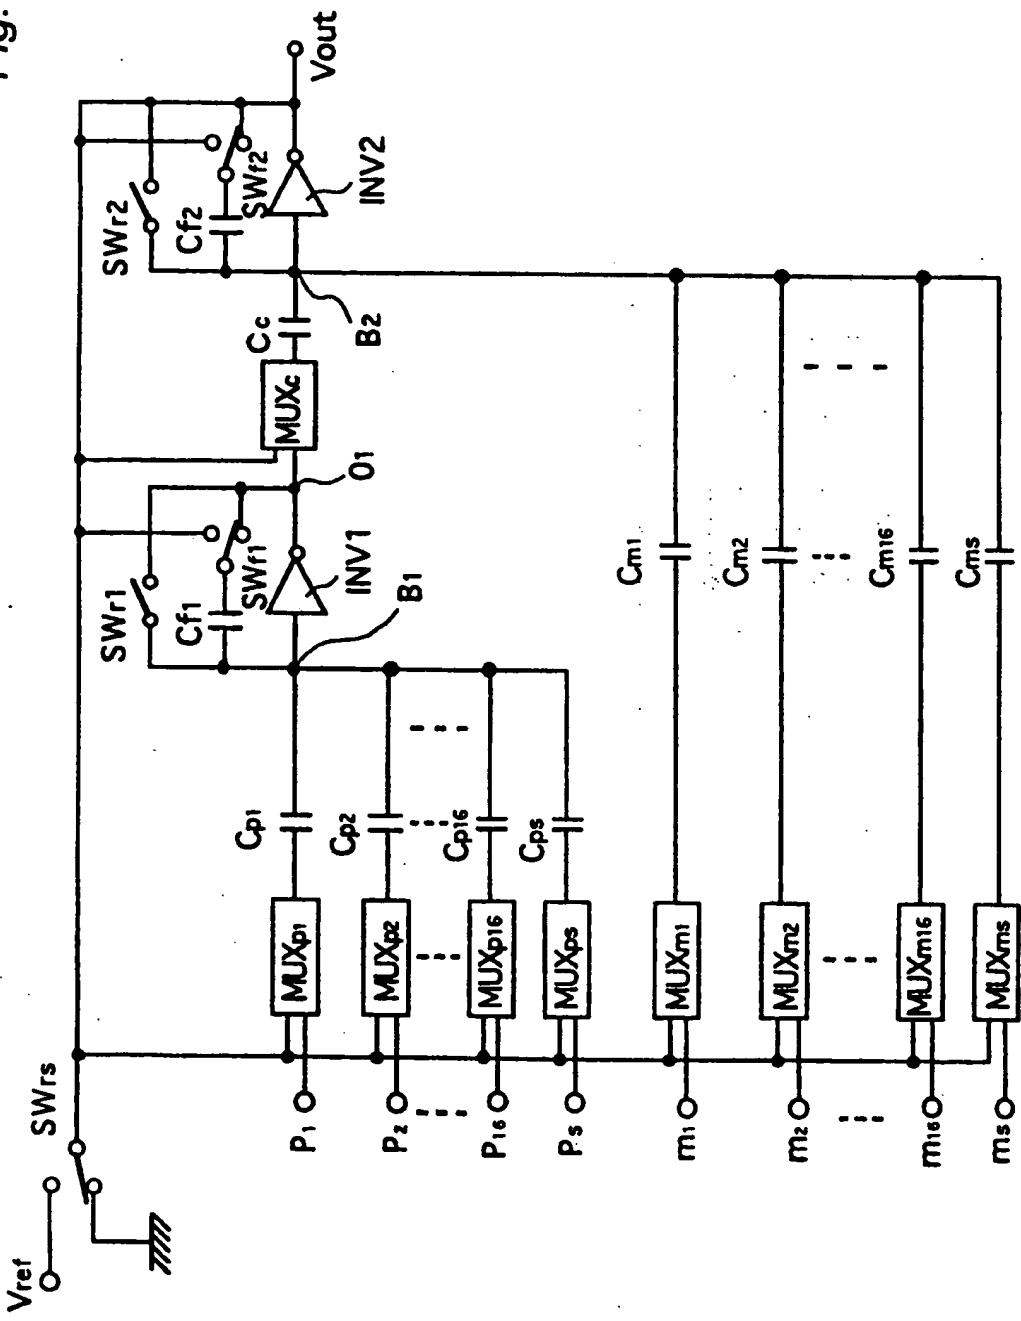 Fig.
Vref
SWrs
SWr1
Cf1
SWf1
INV1
B1
O1
MUXc
Cc
B2
SWr2
Cf2
SWf2
INV2
Vout
P1
MUXp1
Cp1
P2
MUXp2
Cp2
P16
MUXp16
Cp16
Ps
MUXps
Cps
m1
MUXm1
Cm1
m2
MUXm2
Cm2
m16
MUXm16
Cm16
ms
MUXms
Cms